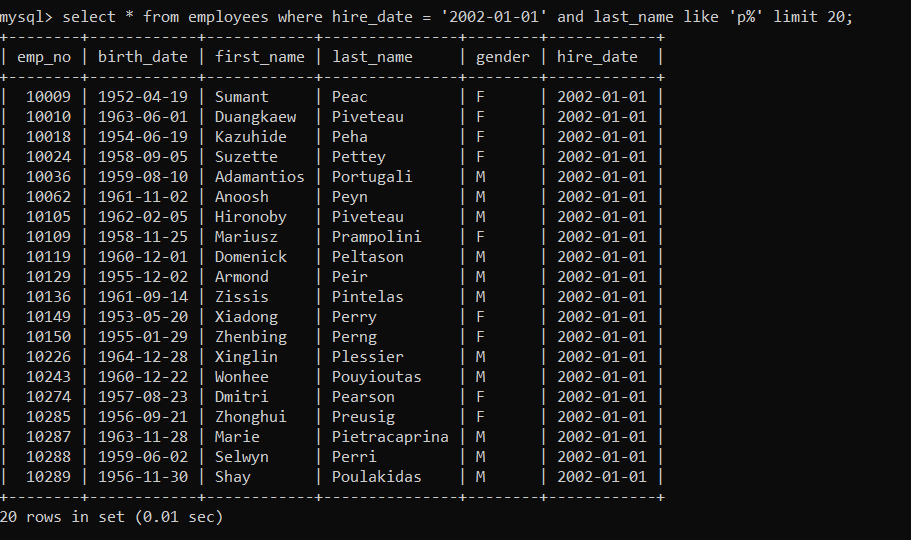 mysql> select * from employees where hire_date = '2002-01-01' and last_name like 'p%' limit 20;
+--------+------------+------------+--------------+--------+------------+
| emp_no | birth_date | first_name | last_name    | gender | hire_date  |
+--------+------------+------------+--------------+--------+------------+
|  10009 | 1952-04-19 | Sumant     | Peac         | F      | 2002-01-01 |
|  10010 | 1963-06-01 | Duangkaew  | Piveteau     | F      | 2002-01-01 |
|  10018 | 1954-06-19 | Kazuhide   | Peha         | F      | 2002-01-01 |
|  10024 | 1958-09-05 | Suzette    | Pettey       | F      | 2002-01-01 |
|  10036 | 1959-08-10 | Adamantios | Portugali    | M      | 2002-01-01 |
|  10062 | 1961-11-02 | Anoosh     | Peyn         | M      | 2002-01-01 |
|  10105 | 1962-02-05 | Hironoby   | Piveteau     | M      | 2002-01-01 |
|  10109 | 1958-11-25 | Mariusz    | Prampolini   | F      | 2002-01-01 |
|  10119 | 1960-12-01 | Domenick   | Peltason     | M      | 2002-01-01 |
|  10129 | 1955-12-02 | Armond     | Peir         | M      | 2002-01-01 |
|  10136 | 1961-09-14 | Zissis     | Pintelas     | M      | 2002-01-01 |
|  10149 | 1953-05-20 | Xiadong    | Perry        | F      | 2002-01-01 |
|  10150 | 1955-01-29 | Zhenbing   | Perng        | F      | 2002-01-01 |
|  10226 | 1964-12-28 | Xinglin    | Plessier     | M      | 2002-01-01 |
|  10243 | 1960-12-22 | Wonhee     | Pouyioutas   | M      | 2002-01-01 |
|  10274 | 1957-08-23 | Dmitri     | Pearson      | F      | 2002-01-01 |
|  10285 | 1956-09-21 | Zhonghui   | Preusig      | F      | 2002-01-01 |
|  10287 | 1963-11-28 | Marie      | Pietracaprina | M      | 2002-01-01 |
|  10288 | 1959-06-02 | Selwyn     | Perri        | M      | 2002-01-01 |
|  10289 | 1956-11-30 | Shay       | Poulakidas   | M      | 2002-01-01 |
+--------+------------+------------+--------------+--------+------------+
20 rows in set (0.01 sec)